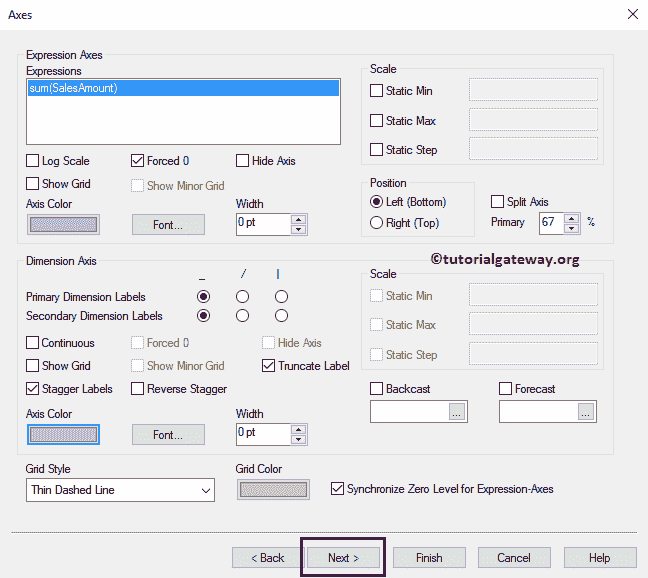 Axes
Expression Axes
Expressions
sum(SalesAmount)
Log Scale
Forced 0
Hide Axis
Show Grid
Show Minor Grid
Axis Color
Font...
Width
0 pt
Scale
Static Min
Static Max
Static Step
Position
Left (Bottom)
Right (Top)
Split Axis
Primary 67 %
©tutorialgateway.org
Dimension Axis
_ / |
Primary Dimension Labels
Secondary Dimension Labels
Continuous
Forced 0
Hide Axis
Show Grid
Show Minor Grid
Truncate Label
Stagger Labels
Reverse Stagger
Axis Color
Font...
Width
0 pt
Scale
Static Min
Static Max
Static Step
Backcast
...
Forecast
...
Grid Style
Thin Dashed Line
Grid Color
Synchronize Zero Level for Expression-Axes
< Back
Next >
Finish
Cancel
Help